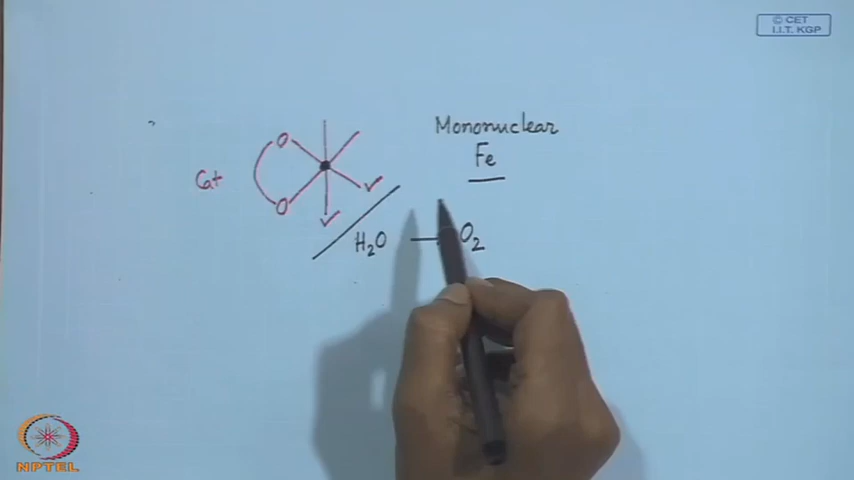 © CET
I.I.T. KGP
Mononuclear
Fe
O
Cat
O
H₂O → O₂
NPTEL